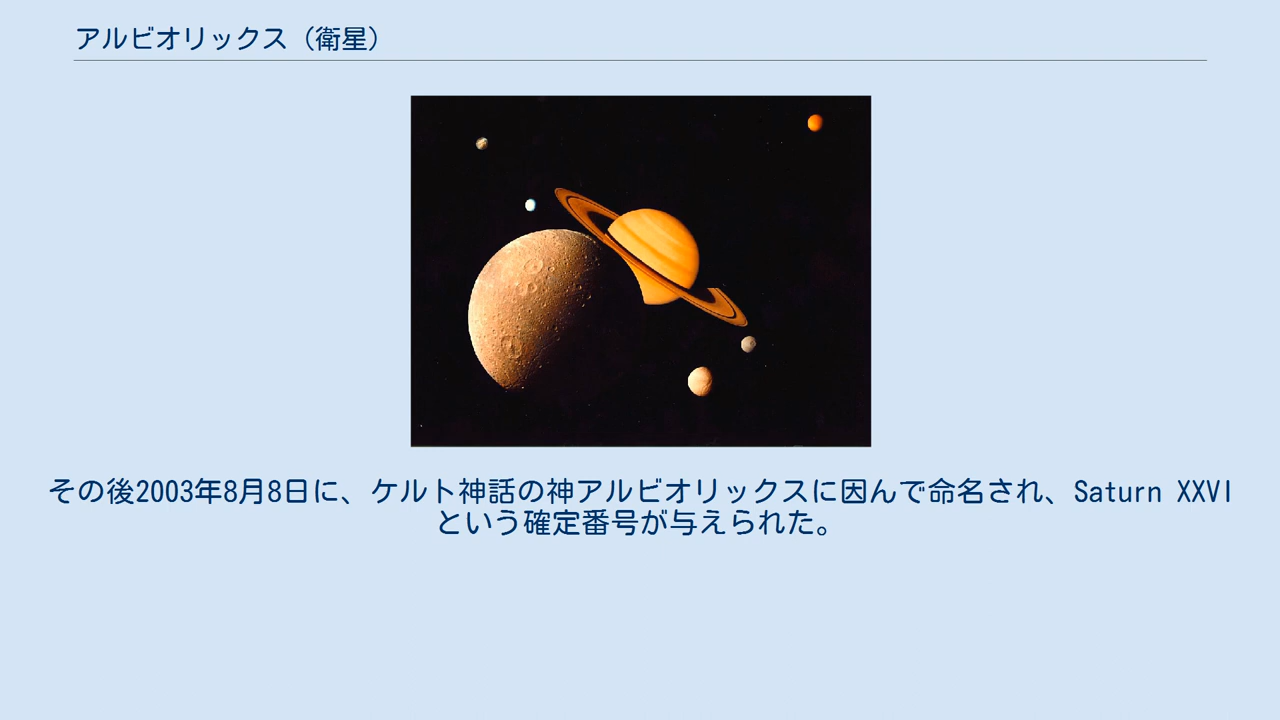 アルビオリックス（衛星）
その後2003年8月8日に、ケルト神話の神アルビオリックスに因んで命名され、Saturn XXVI
という確定番号が与えられた。